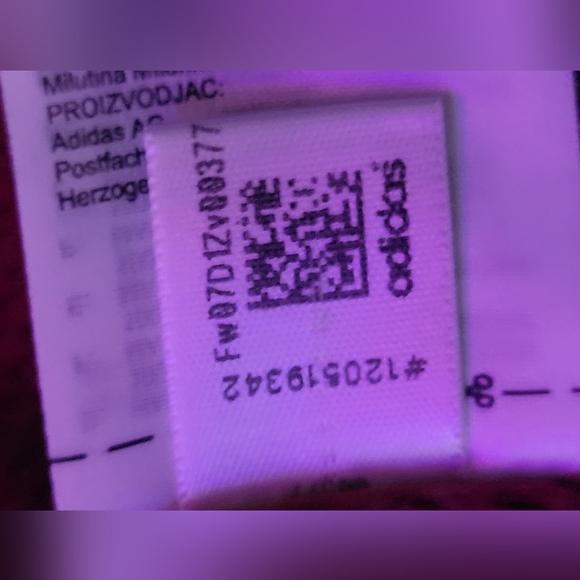 Milutina
PROIZVODJAC:
Adidas AG
Postfach
Herzoge
Fw07D1Zv00377
adidas
#120519342